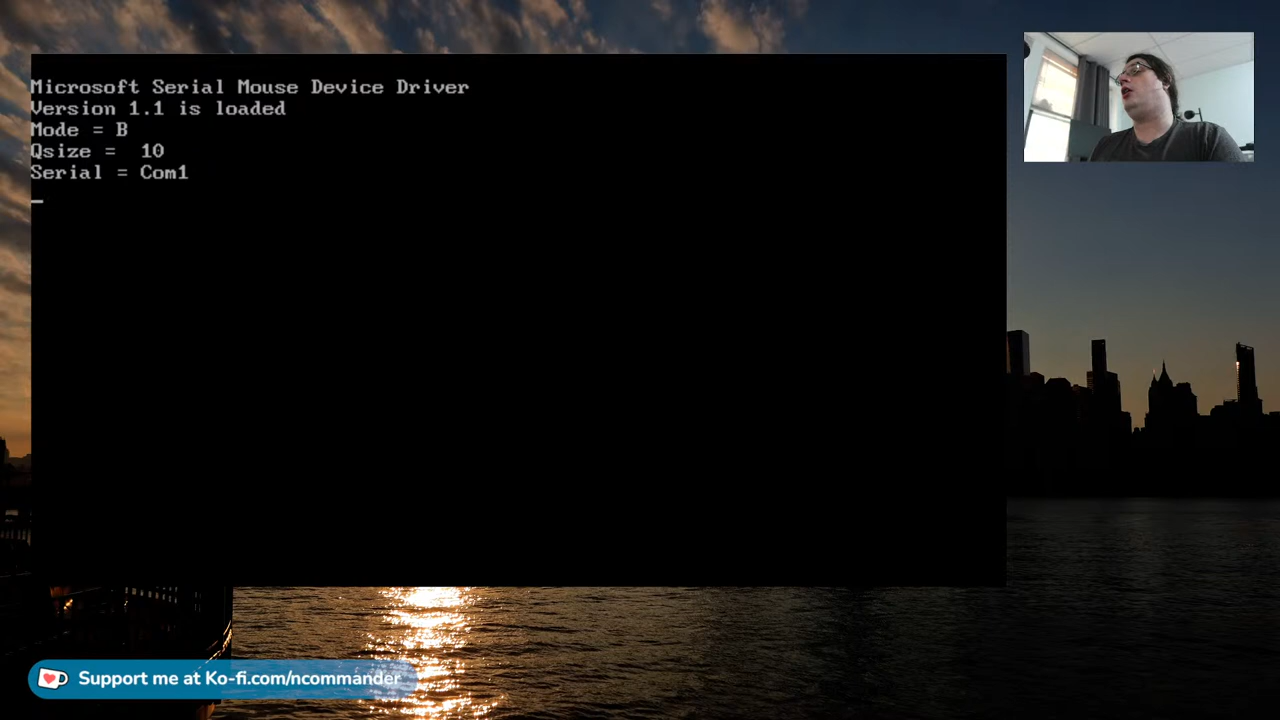 Microsoft Serial Mouse Device Driver
Version 1.1 is loaded
Mode = B
Qsize =  10
Serial = Com1
Support me at Ko-fi.com/ncommander